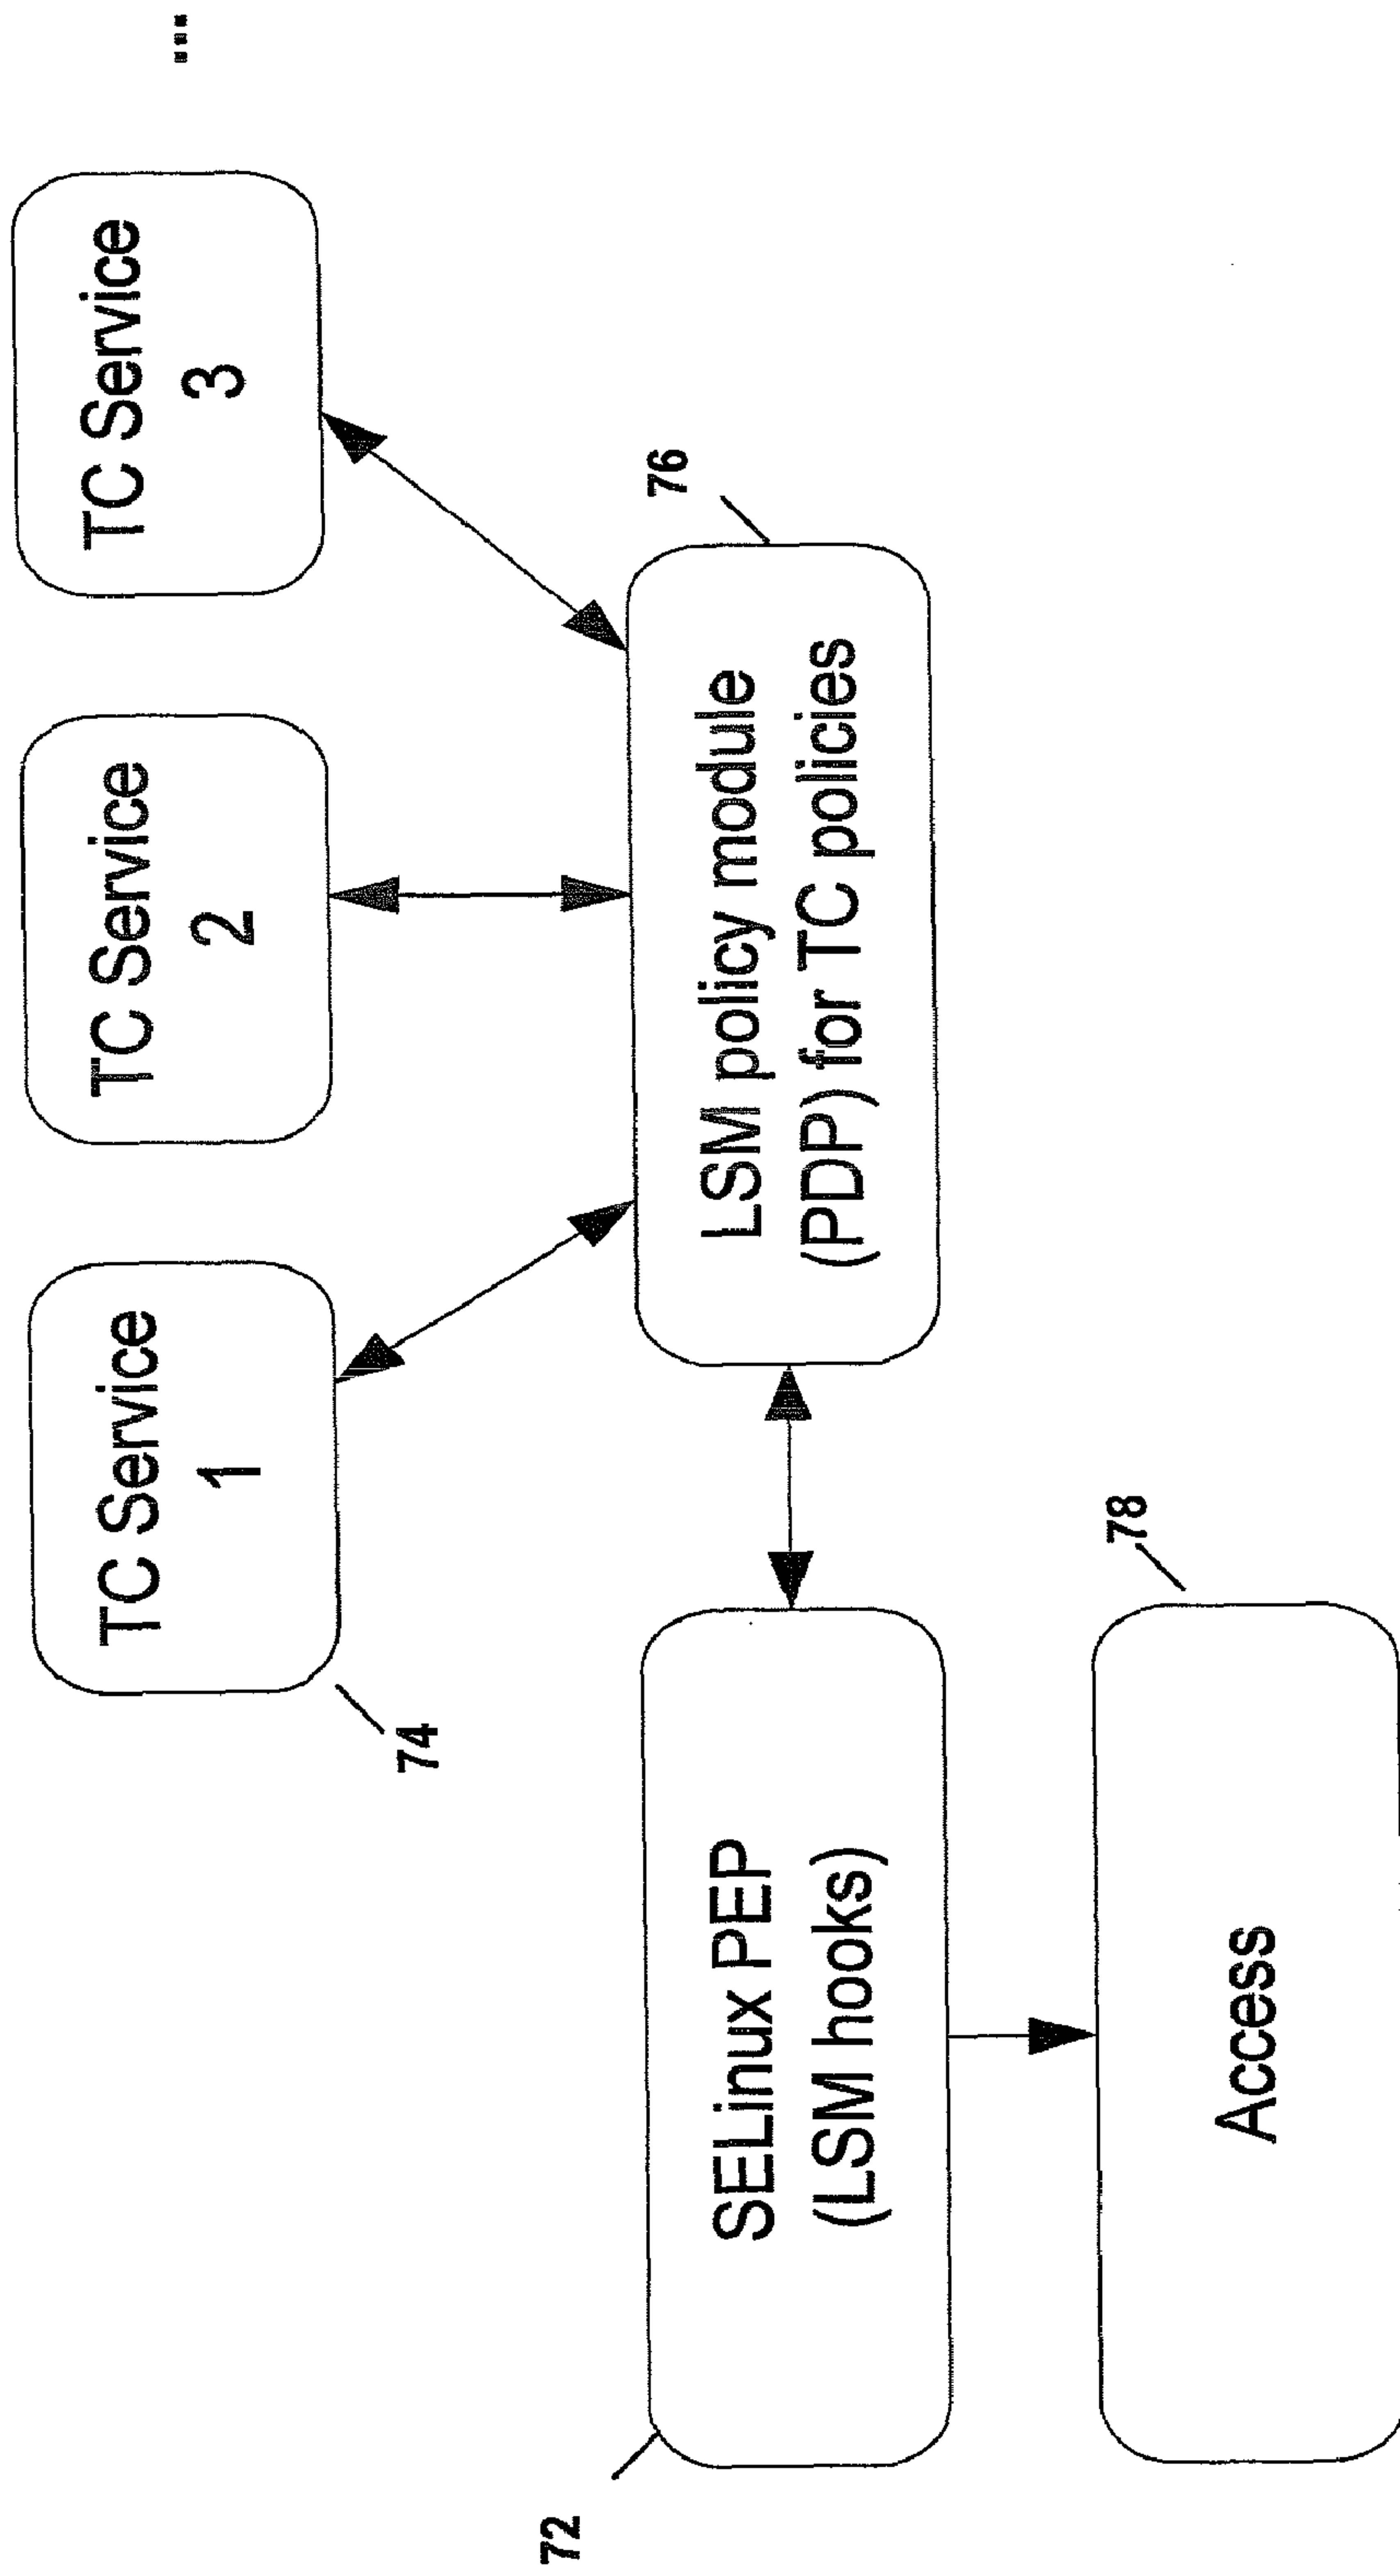 TC Service
1
TC Service
2
TC Service
3
...
74
76
LSM policy module
(PDP) for TC policies
72
SELinux PEP
(LSM hooks)
78
Access